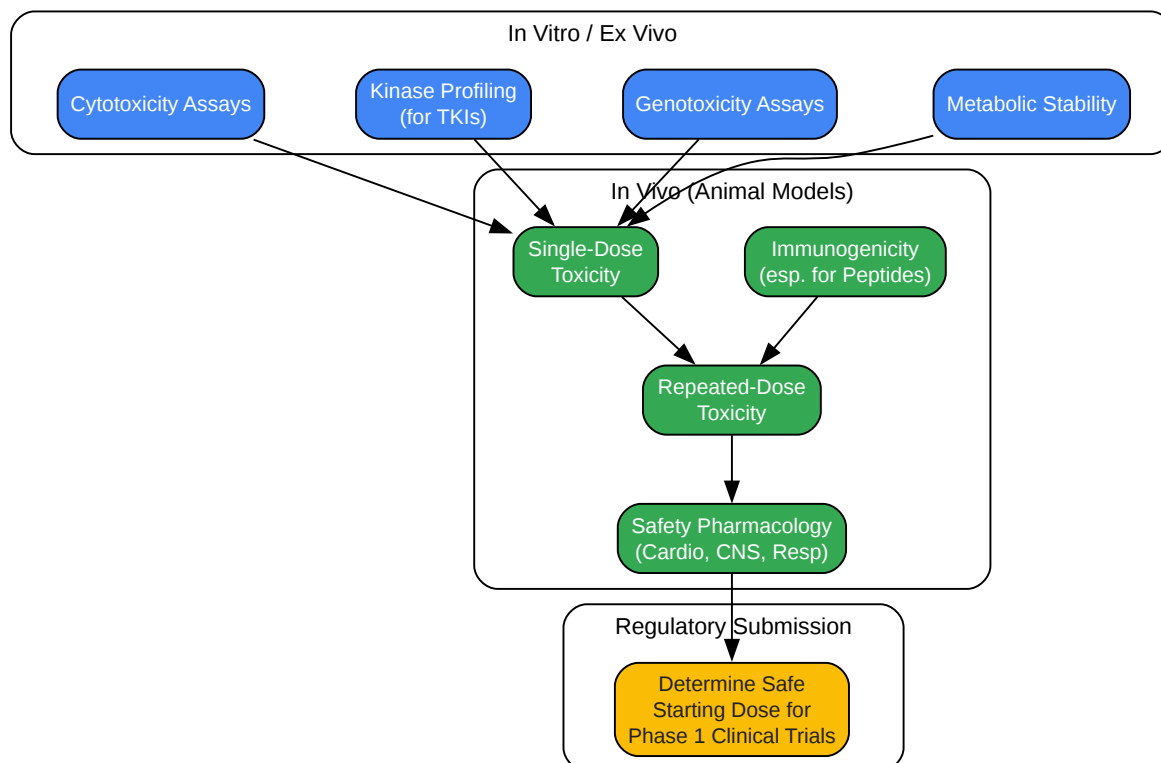 In Vitro / Ex Vivo
Cytotoxicity Assays
Kinase Profiling
(for TKIs)
Genotoxicity Assays
Metabolic Stability
In Vivo (Animal Models)
Single-Dose
Toxicity
Immunogenicity
(esp. for Peptides)
Repeated-Dose
Toxicity
Safety Pharmacology
(Cardio, CNS, Resp)
Regulatory Submission
Determine Safe
Starting Dose for
Phase 1 Clinical Trials